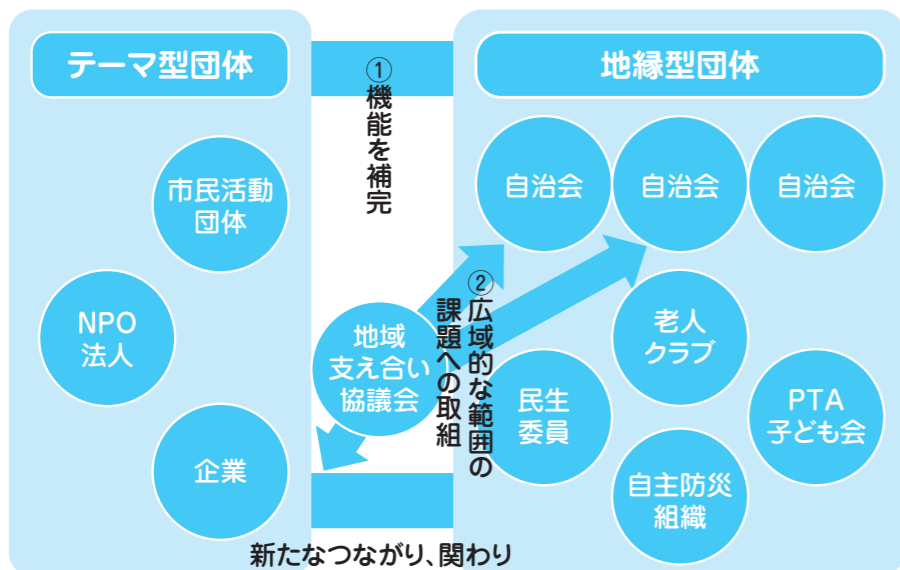 テーマ型団体
市民活動
団体
NPO
法人
企業
①機能を補完
地域
支え合い
協議会
②広域的な範囲の
課題への取組
新たなつながり、関わり
地縁型団体
自治会
自治会
自治会
老人
クラブ
民生
委員
PTA
子ども会
自主防災
組織